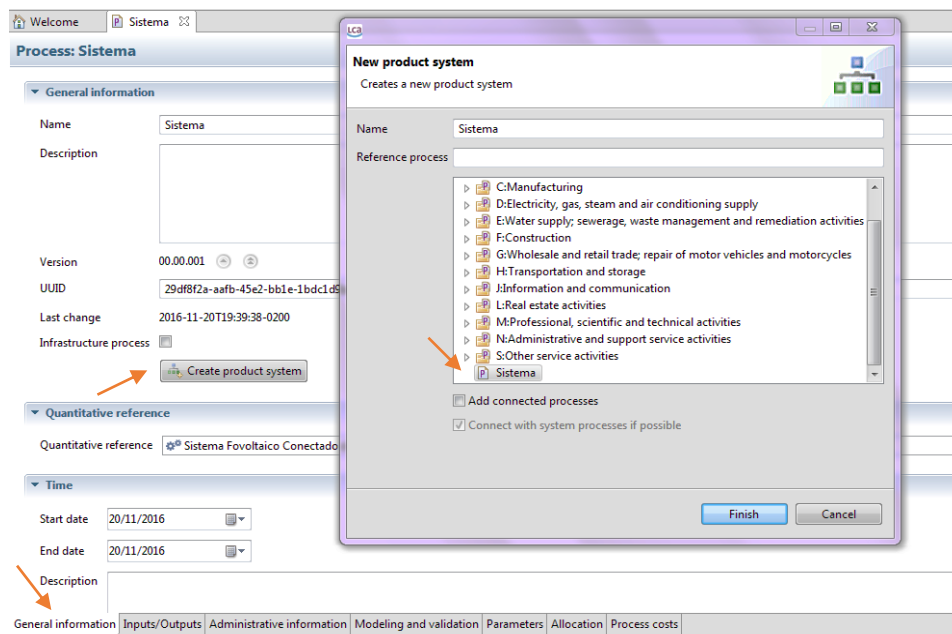 Welcome
Sistema
Process: Sistema
General information
Name
Sistema
Description
Version
00.00.001
UUID
29df8f2a-aafb-45e2-bb1e-1bdc1d9
Last change
2016-11-20T19:39:38-0200
Infrastructure process
Create product system
Quantitative reference
Quantitative reference
Sistema Fovoltaico Conectado
Time
Start date
20/11/2016
End date
20/11/2016
Description
General information
Inputs/Outputs
Administrative information
Modeling and validation
Parameters
Allocation
Process costs
LCA
New product system
Creates a new product system
Name
Sistema
Reference process
C:Manufacturing
D:Electricity, gas, steam and air conditioning supply
E:Water supply; sewerage, waste management and remediation activities
F:Construction
G:Wholesale and retail trade; repair of motor vehicles and motorcycles
H:Transportation and storage
J:Information and communication
L:Real estate activities
M:Professional, scientific and technical activities
N:Administrative and support service activities
S:Other service activities
Sistema
Add connected processes
Connect with system processes if possible
Finish
Cancel